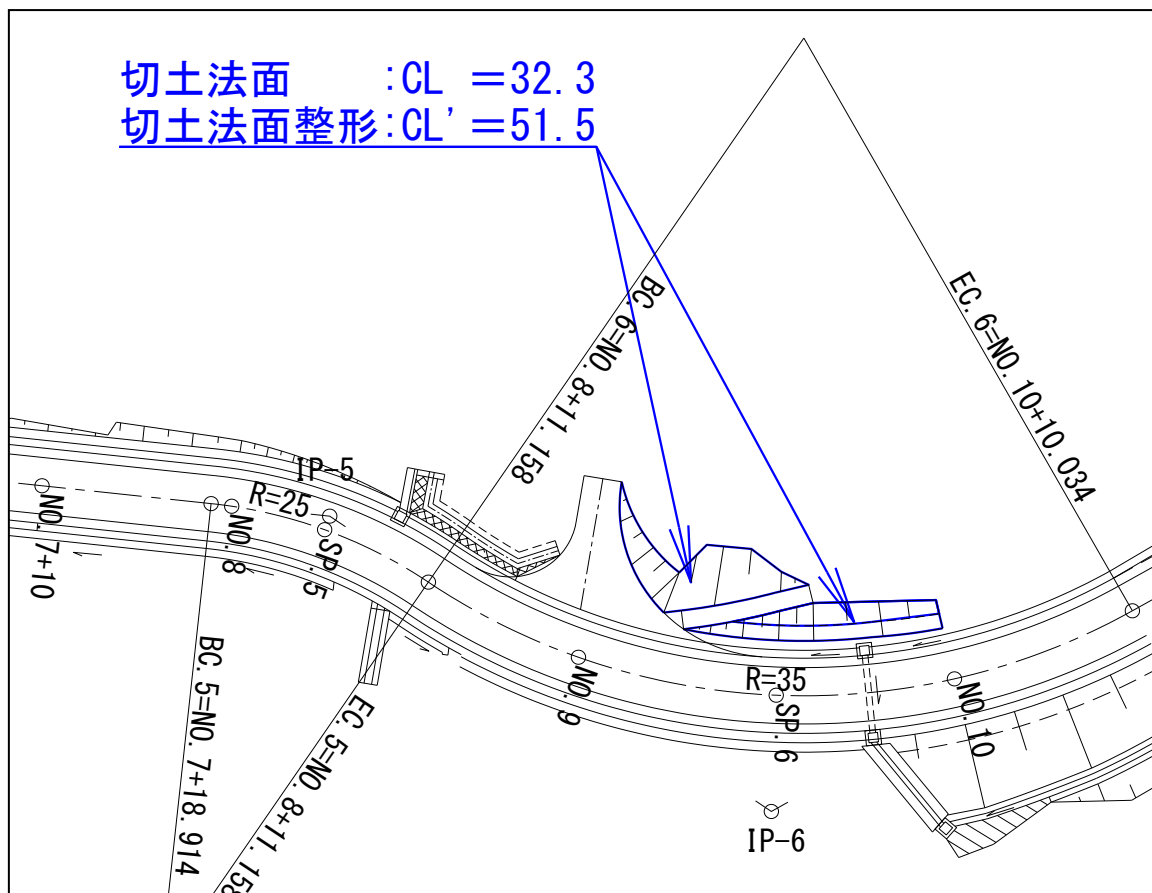 切土法面　　:CL ＝32.3
切土法面整形:CL'＝51.5
BC.6=NO.8+11.158
EC.6=NO.10+10.034
IP-5
R=25
NO.7+10
NO.8
SP.5
BC.5=NO.7+18.914
EC.5=NO.8+11.158
NO.9
R=35
SP.6
NO.10
IP-6